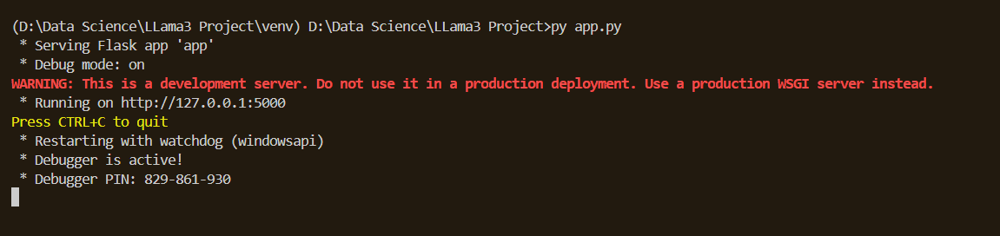 (D:\Data Science\LLama3 Project\venv) D:\Data Science\LLama3 Project>py app.py
 * Serving Flask app 'app'
 * Debug mode: on
WARNING: This is a development server. Do not use it in a production deployment. Use a production WSGI server instead.
 * Running on http://127.0.0.1:5000
Press CTRL+C to quit
 * Restarting with watchdog (windowsapi)
 * Debugger is active!
 * Debugger PIN: 829-861-930